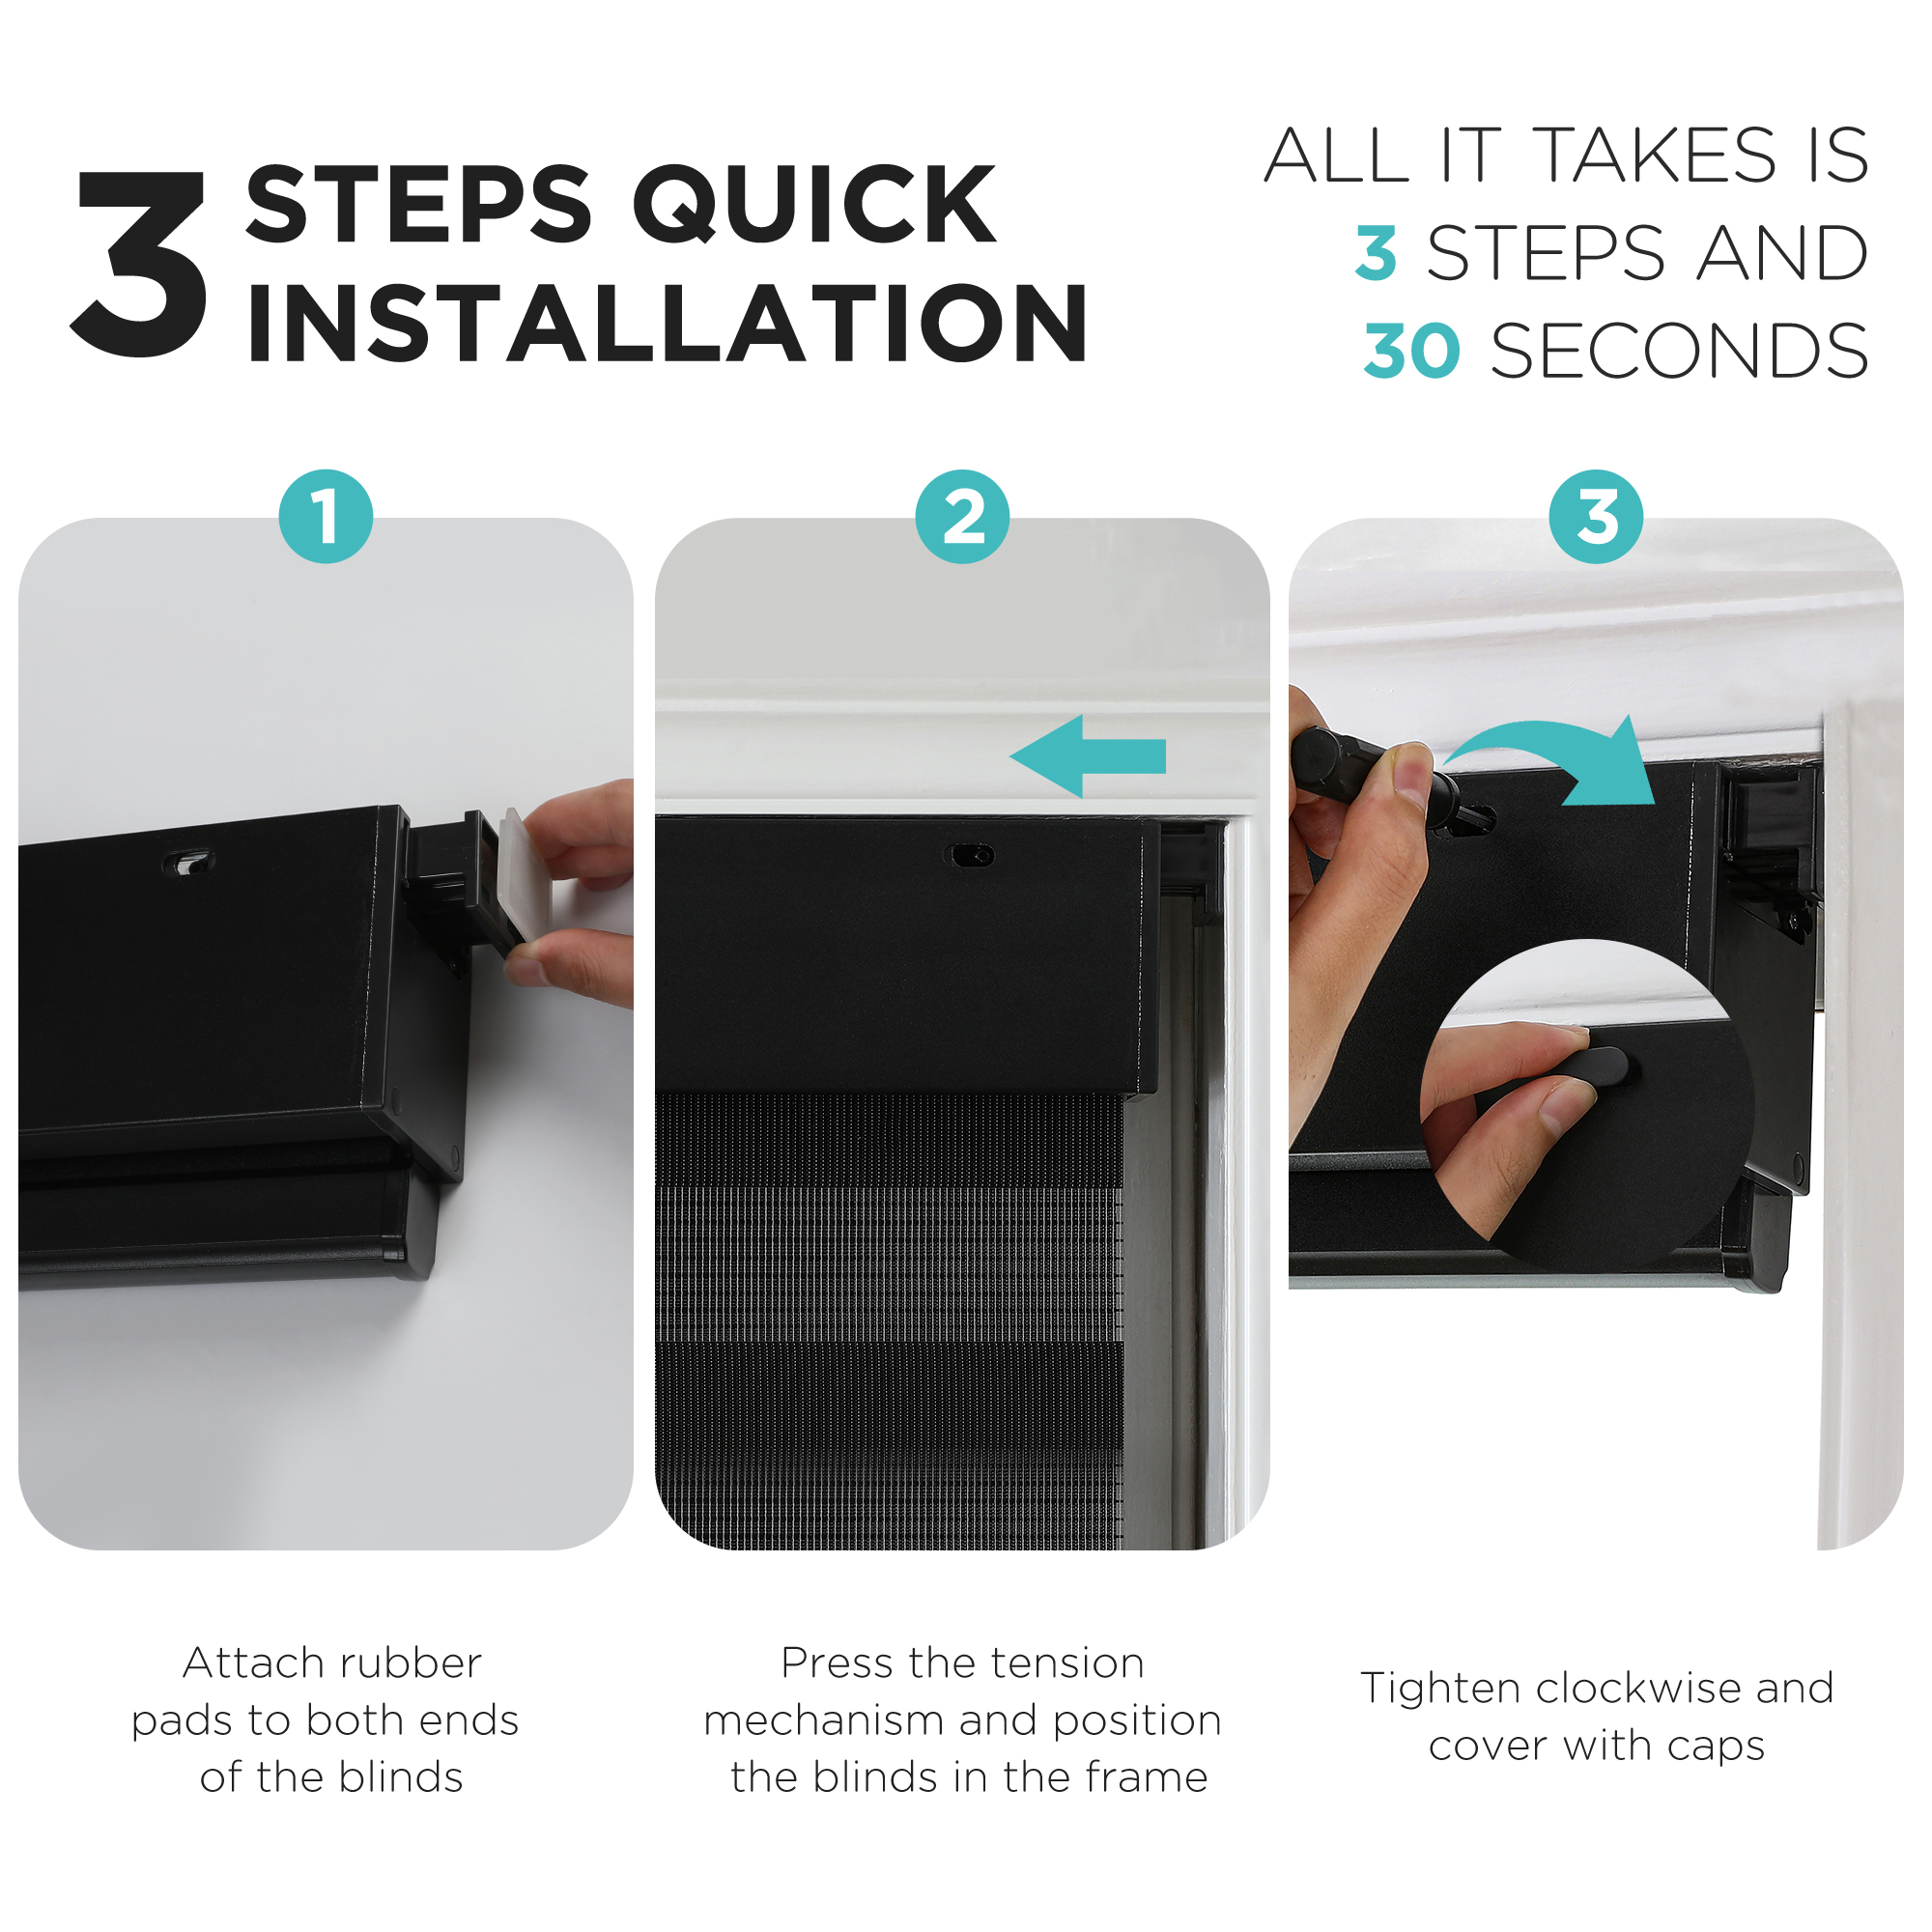 3 STEPS QUICK
INSTALLATION
ALL IT TAKES IS
3 STEPS AND
30 SECONDS
1
2
3
Attach rubber
pads to both ends
of the blinds
Press the tension
mechanism and position
the blinds in the frame
Tighten clockwise and
cover with caps